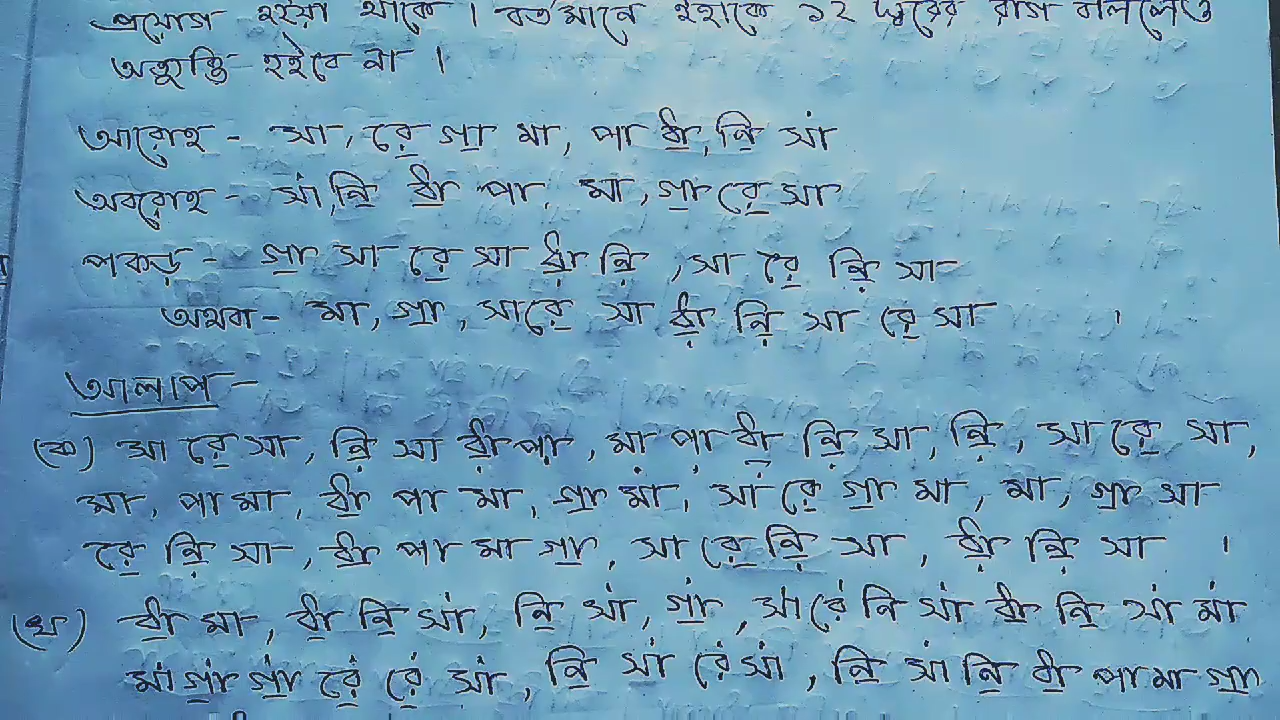 প্রয়োগ হইয়া থাকে । বর্তমানে ইহাকে ১২ স্বরের রাগ বলিলেও
অত্যুক্তি হইবে না ।
আরোহ - সা , রে॒ গা॒ মা , পা ধা॒ , নি॒ সাং
অবরোহ - সাং , নি॒ ধা॒ পা , মা , গা॒ রে॒ সা
পকড় - গা॒ সা রে॒ সা ধা়॒ নি়॒ , সা রে॒ নি়॒ সা
অথবা - মা , গা॒ , সারে॒ সা ধা়॒ নি়॒ সা রে॒ সা ।
আলাপ -
(ক) সা রে॒ সা , নি়॒ সা ধা়॒ পা় , মা় পা় ধা়॒ নি়॒ সা , নি়॒ , সা রে॒ সা ,
মা , পা মা , ধা॒ পা মা , গা॒ মা , সা রে॒ গা॒ মা , মা , গা॒ সা
রে॒ নি়॒ সা , ধা॒ পা মা গা॒ , সা রে॒ নি়॒ সা , ধা়॒ নি়॒ সা ।
(খ) ধা॒ মা , ধা॒ নি॒ সাং , নি॒ সাং , গাং॒ , সাং রেং॒ নি সাং ধা॒ নি॒ সাং মাং
মাং গাং॒ গাং॒ রেং॒ রেং॒ সাং , নি॒ সাং রেং॒ সাং , নি॒ সাং নি॒ ধা॒ পা মা গা॒